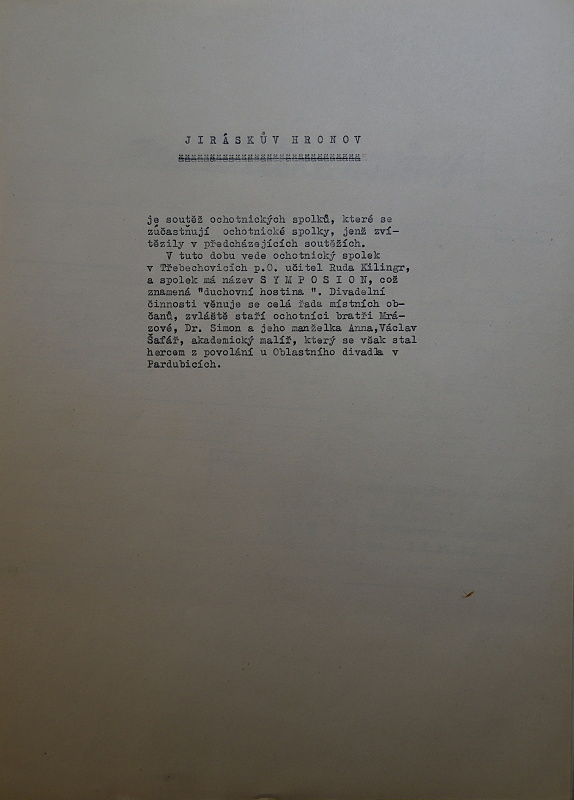 JIRÁSKŮV HRONOV
je soutěž ochotnických spolků, které se
zúčastňují ochotnické spolky, jenž zví-
tězily v předcházejících soutěžích.
V tuto dobu vede ochotnický spolek
v Třebechovicích p.O. učitel Ruda Kilingr,
a spolek má název S Y M P O S I O N, což
znamená "duchovní hostina ". Divadelní
činnosti věnuje se celá řada místních ob-
čanů, zvláště staří ochotníci bratři Mrá-
zové, Dr. Simon a jeho manželka Anna,Václav
Šafář, akademický malíř, který se však stal
hercem z povolání u Oblastního divadla v
Pardubicích.